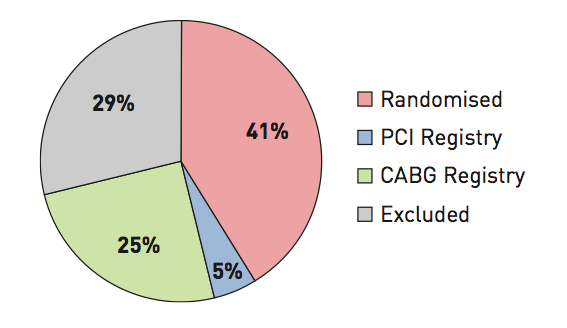 29%
41%
25%
5%
Randomised
PCI Registry
CABG Registry
Excluded